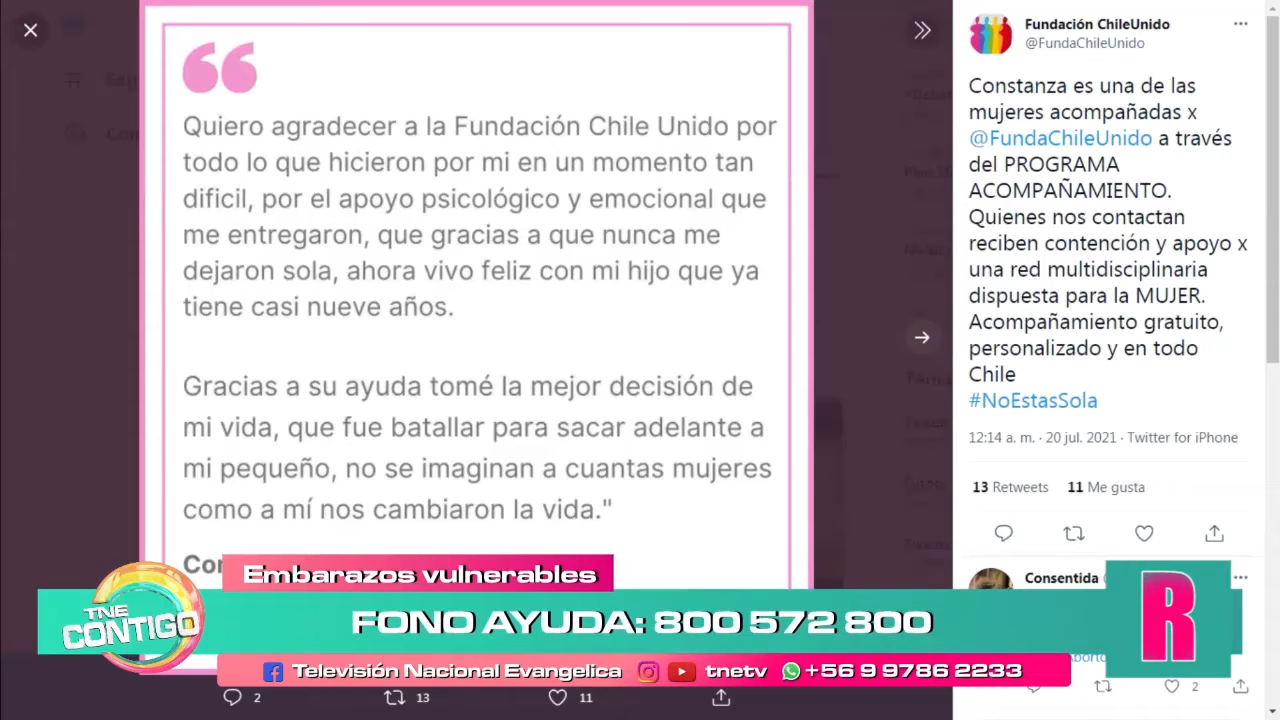 Quiero agradecer a la Fundación Chile Unido por
todo lo que hicieron por mi en un momento tan
dificil, por el apoyo psicológico y emocional que
me entregaron, que gracias a que nunca me
dejaron sola, ahora vivo feliz con mi hijo que ya
tiene casi nueve años.
Gracias a su ayuda tomé la mejor decisión de
mi vida, que fue batallar para sacar adelante a
mi pequeño, no se imaginan a cuantas mujeres
como a mí nos cambiaron la vida."
Fundación ChileUnido
@FundaChileUnido
Constanza es una de las
mujeres acompañadas x
@FundaChileUnido a través
del PROGRAMA
ACOMPAÑAMIENTO.
Quienes nos contactan
reciben contención y apoyo x
una red multidisciplinaria
dispuesta para la MUJER.
Acompañamiento gratuito,
personalizado y en todo
Chile
#NoEstasSola
12:14 a. m. · 20 jul. 2021 · Twitter for iPhone
13 Retweets 11 Me gusta
Consentida
2
2 13 11
Embarazos vulnerables
TNE
CONTIGO
FONO AYUDA: 800 572 800
R
Televisión Nacional Evangelica tnetv +56 9 9786 2233